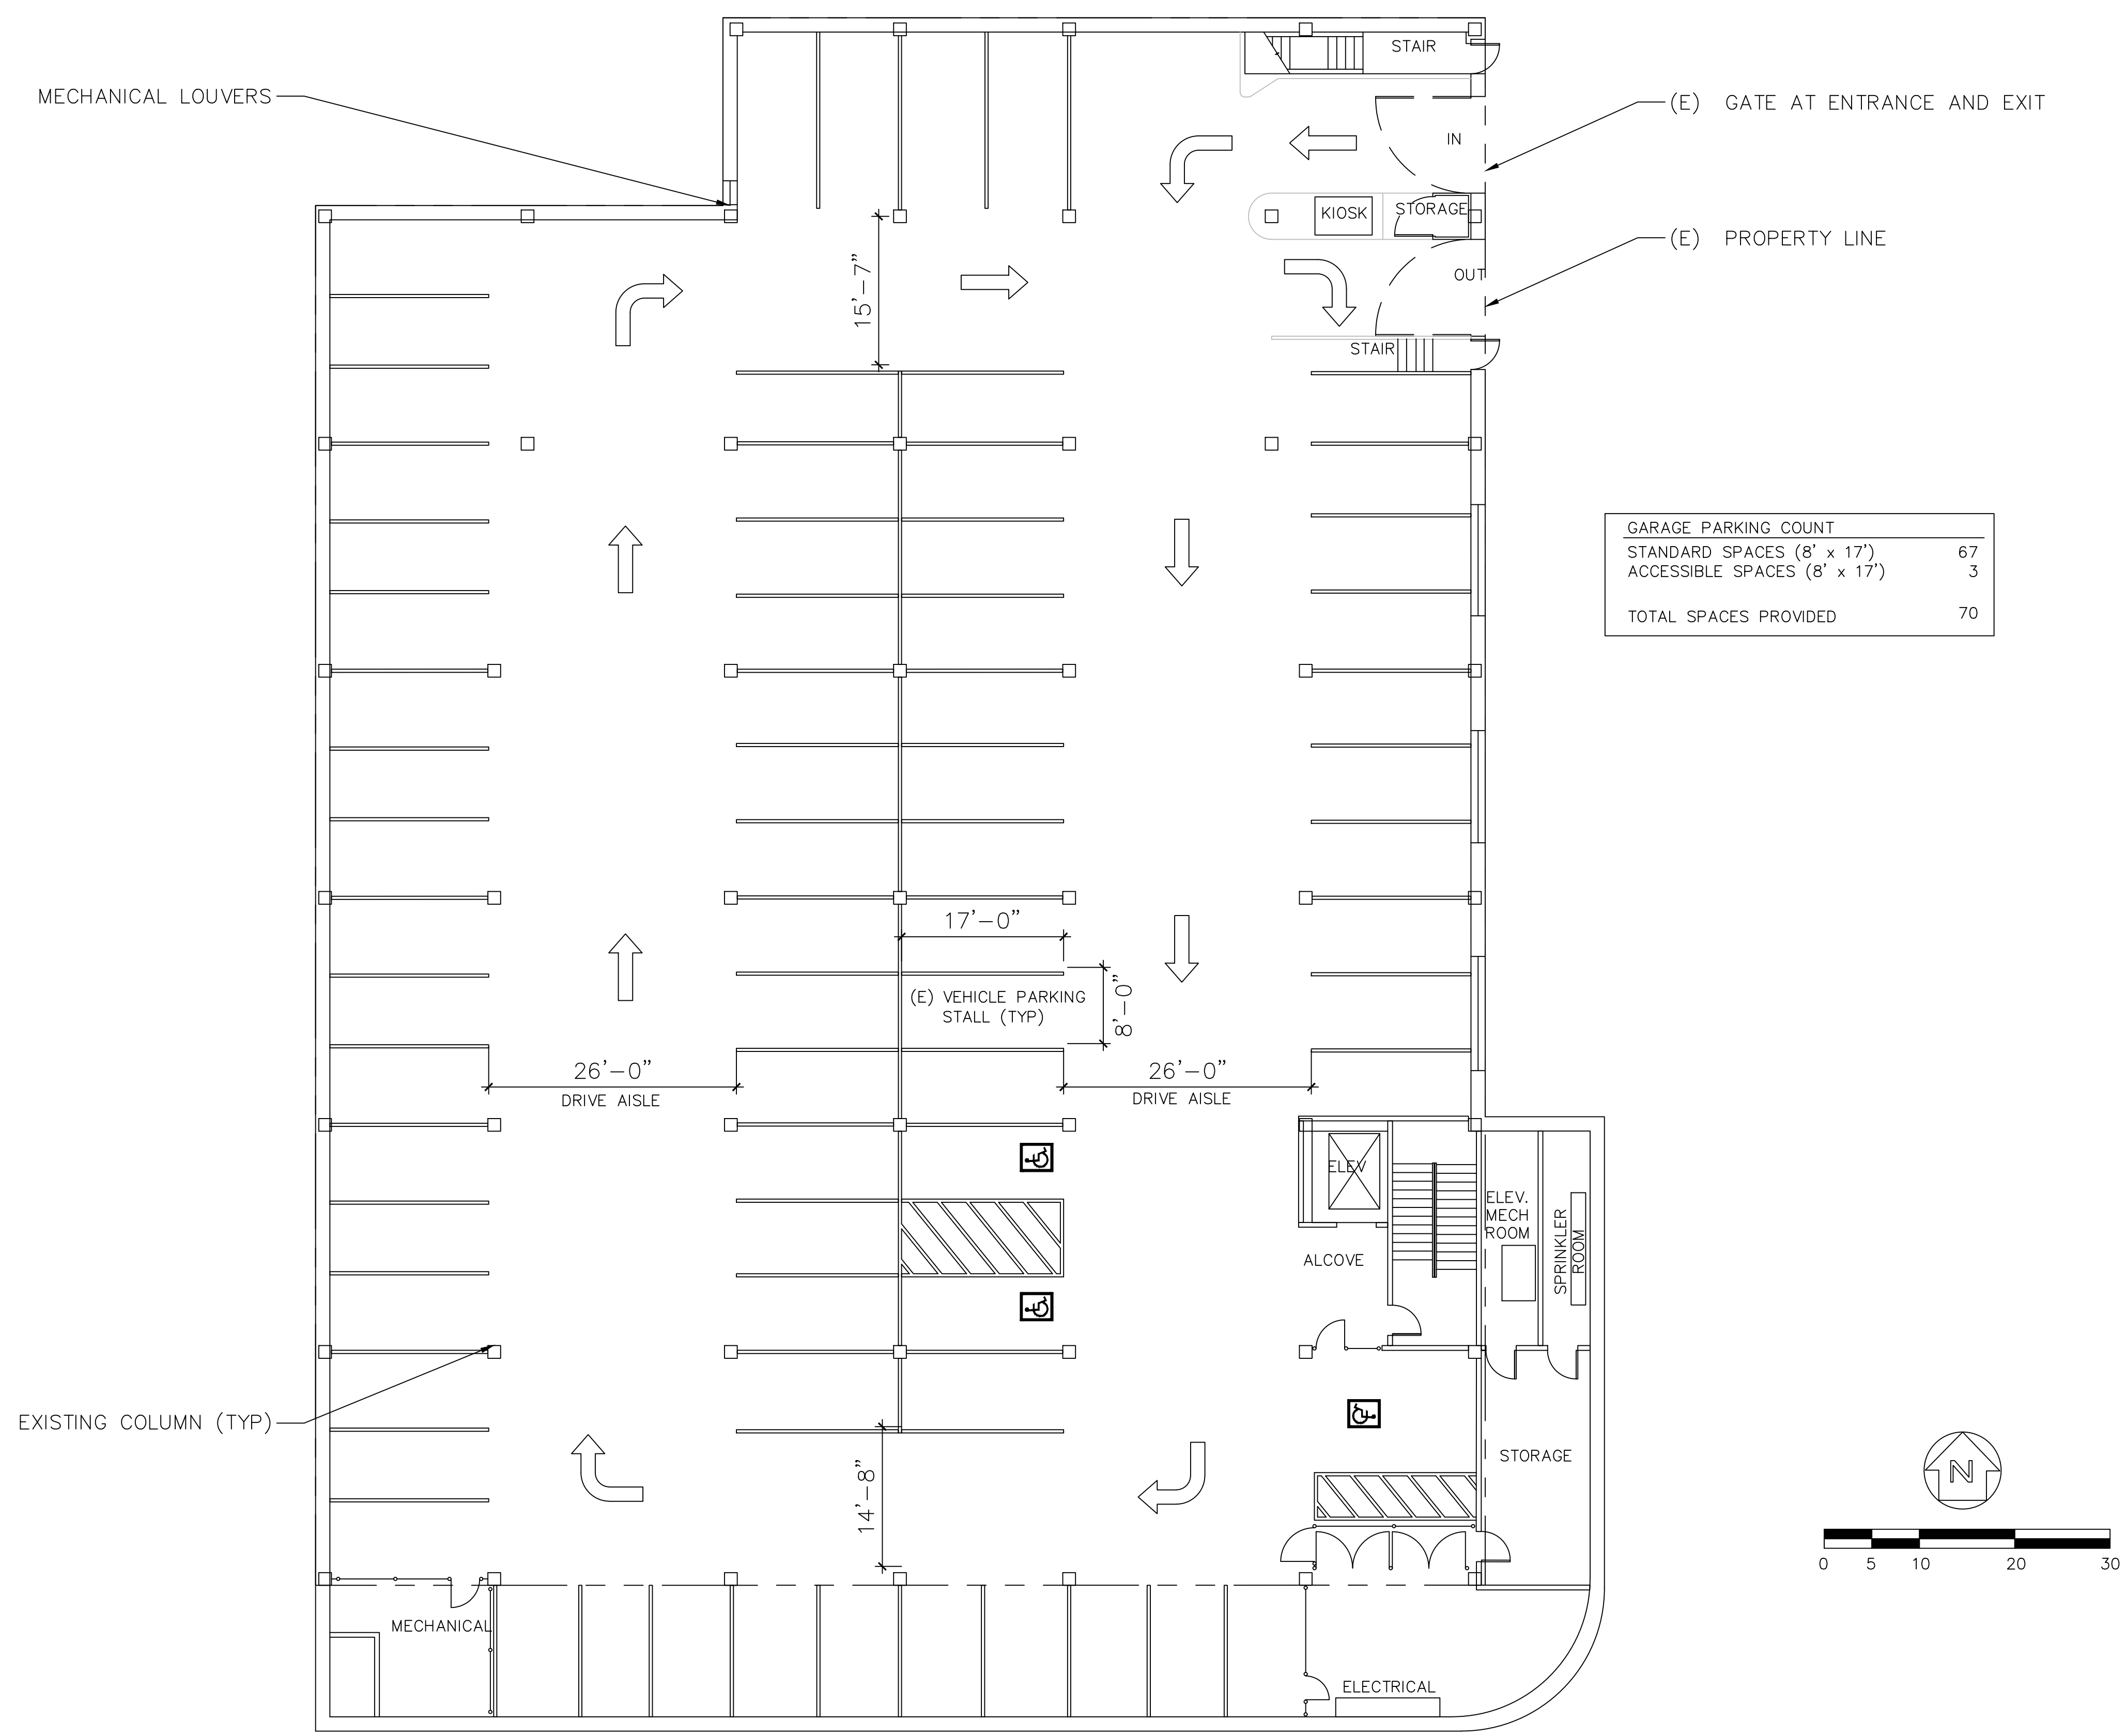 STAIR
MECHANICAL LOUVERS
(E) GATE AT ENTRANCE AND EXIT
IN
KIOSK
STORAGE
(E) PROPERTY LINE
OUT
15'-7"
STAIR
GARAGE PARKING COUNT
STANDARD SPACES (8' x 17') 67
ACCESSIBLE SPACES (8' x 17') 3
TOTAL SPACES PROVIDED 70
17'-0"
(E) VEHICLE PARKING
STALL (TYP)
8'-0"
26'-0"
DRIVE AISLE
26'-0"
DRIVE AISLE
ELEV
ELEV.
MECH
ROOM
SPRINKLER
ROOM
ALCOVE
EXISTING COLUMN (TYP)
STORAGE
14'-8"
N
0 5 10 20 30
MECHANICAL
ELECTRICAL